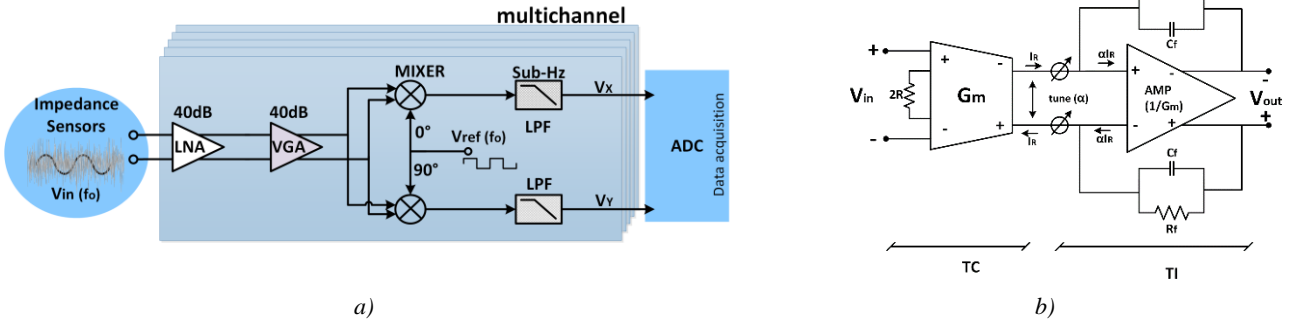 multichannel
Impedance
Sensors
Vin (fo)
40dB
LNA
40dB
VGA
MIXER
0°
90°
Vref (fo)
Sub-Hz
LPF
VX
LPF
VY
ADC
Data acquisition
a)
+
Vin
-
2R
+
-
Gm
-
+
IR
IR
tune (α)
αIR
αIR
Cf
+
-
AMP
(1/Gm)
-
+
-
Vout
+
Cf
Rf
TC
TI
b)